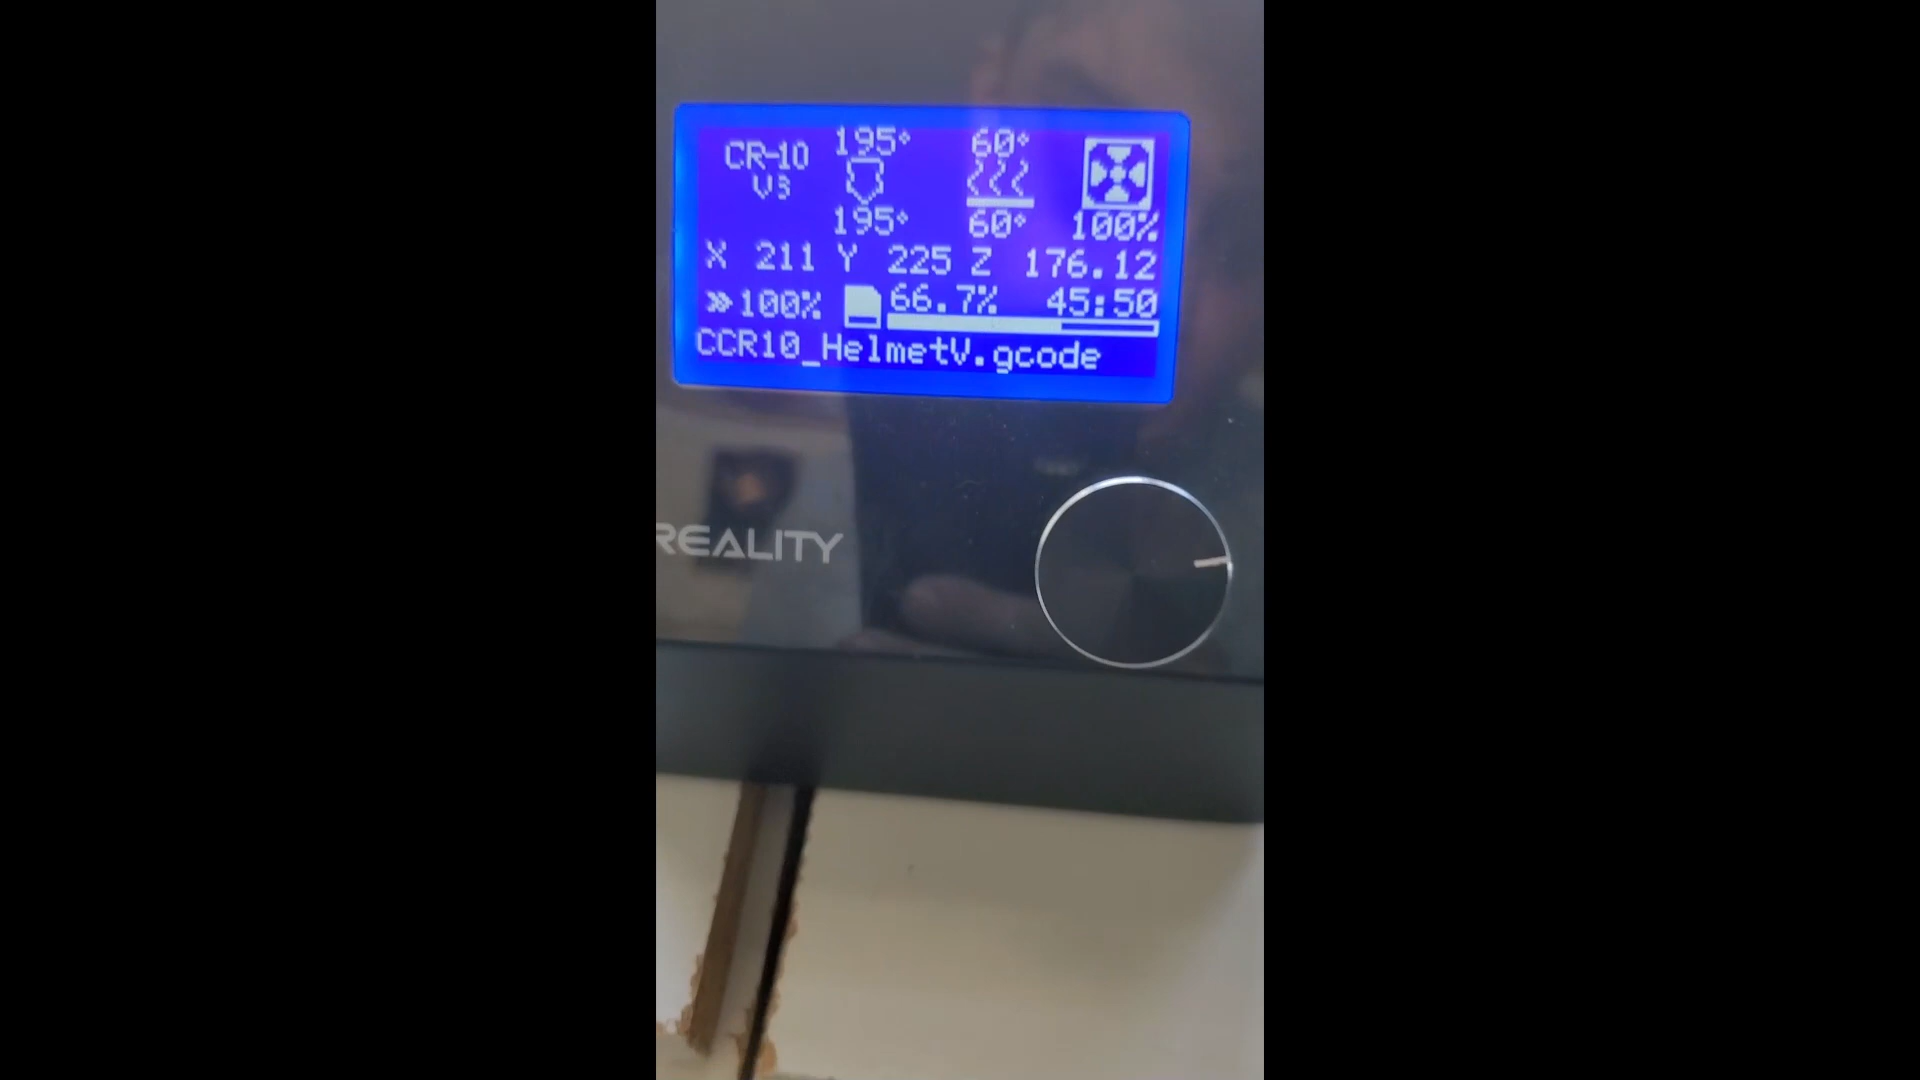 195° 60°
CR-10
V3
195° 60° 100%
X 211 Y 225 Z 176.12
»100% 66.7% 45:50
CCR10_HelmetV.gcode
REALITY